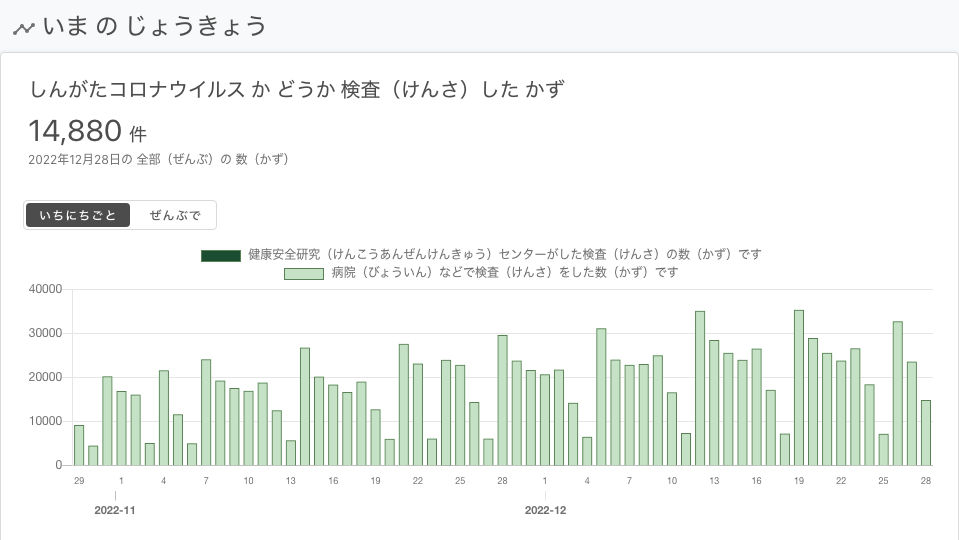 いま の じょうきょう
しんがたコロナウイルス か どうか 検査（けんさ）した かず
14,880 件
2022年12月28日の 全部（ぜんぶ）の 数（かず）
いちにちごと ぜんぶで
健康安全研究（けんこうあんぜんけんきゅう）センターがした検査（けんさ）の数（かず）です
病院（びょういん）などで検査（けんさ）をした数（かず）です
40000
30000
20000
10000
0
29 1 4 7 10 13 16 19 22 25 28 1 4 7 10 13 16 19 22 25 28
2022-11 2022-12